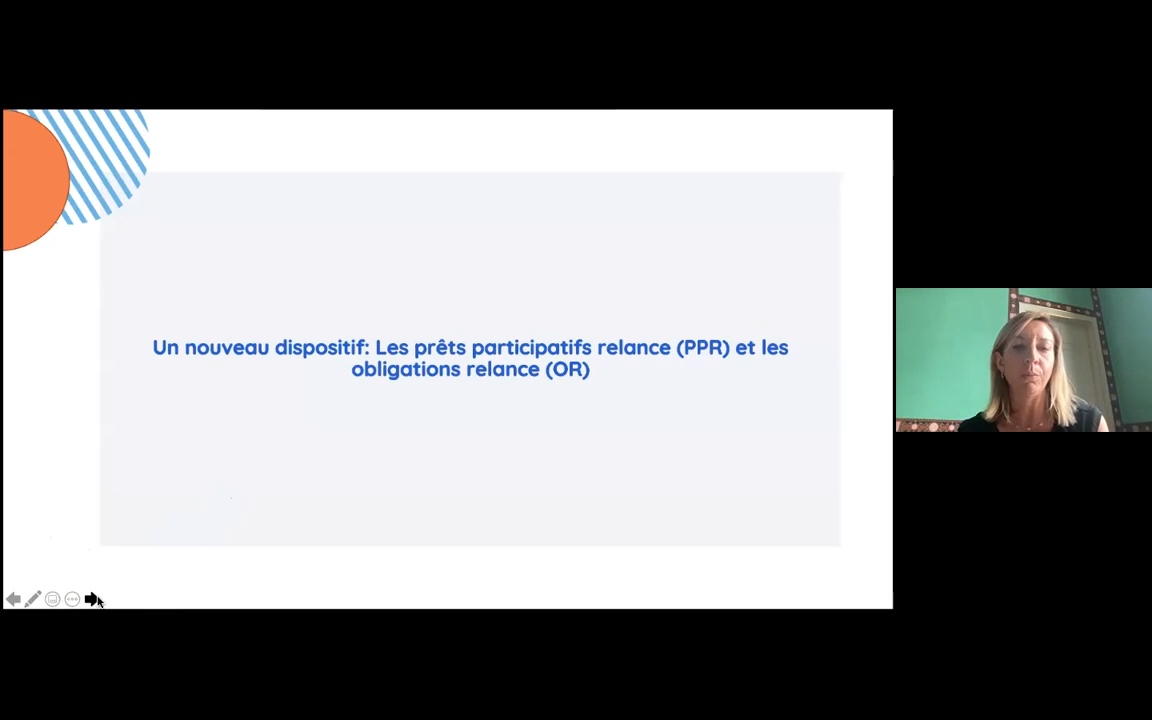 Un nouveau dispositif: Les prêts participatifs relance (PPR) et les
obligations relance (OR)